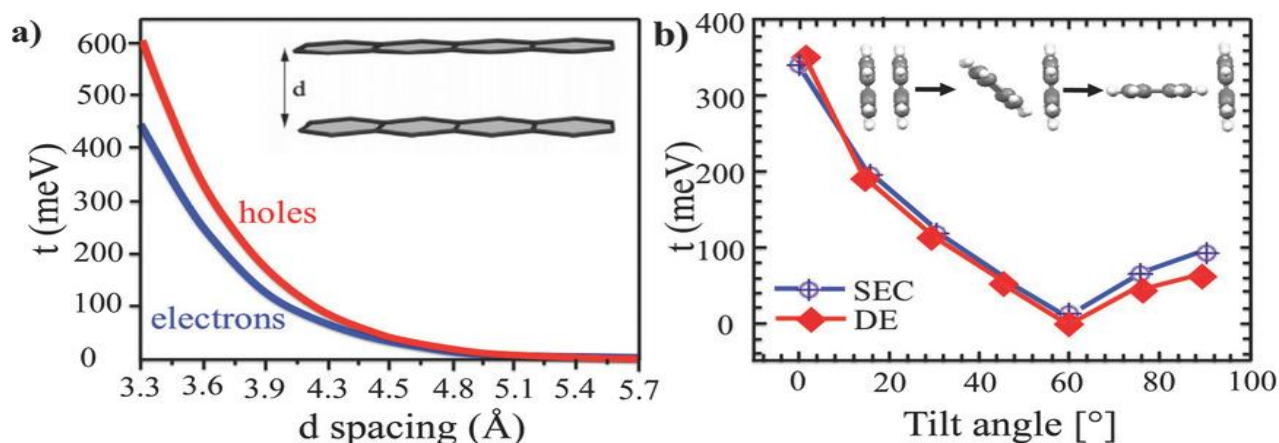 a)
t (meV)
600
500
400
300
200
100
0
d
holes
electrons
3.3 3.6 3.9 4.3 4.5 4.8 5.1 5.4 5.7
d spacing (Å)
b)
t (meV)
400
300
200
100
0
SEC
DE
0 20 40 60 80 100
Tilt angle [°]